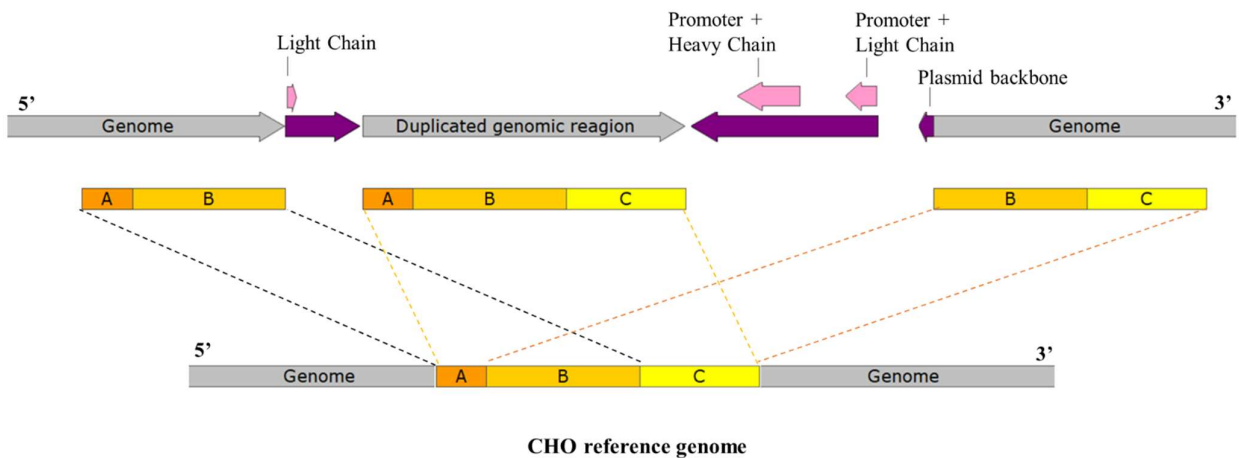 Light Chain
Promoter +
Heavy Chain
Promoter +
Light Chain
Plasmid backbone
5’
3’
Genome
Duplicated genomic reagion
Genome
A
B
A
B
C
B
C
5’
3’
Genome
A
B
C
Genome
CHO reference genome